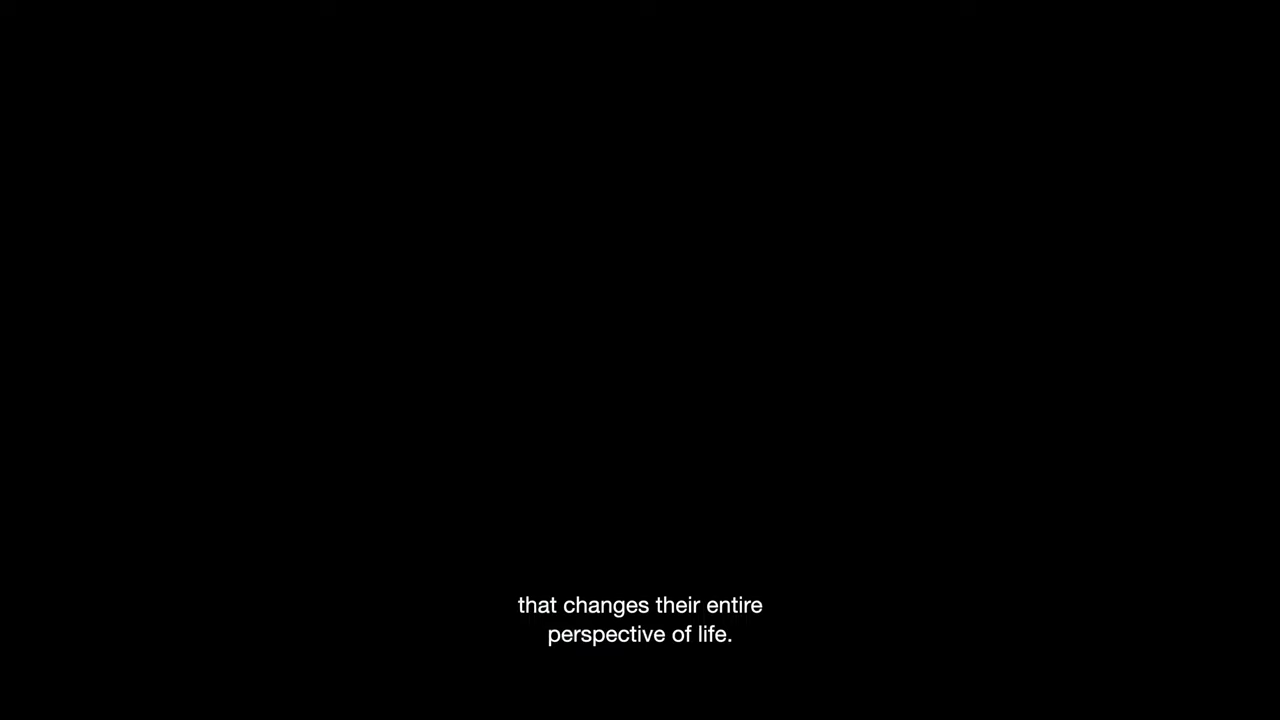 that changes their entire
perspective of life.